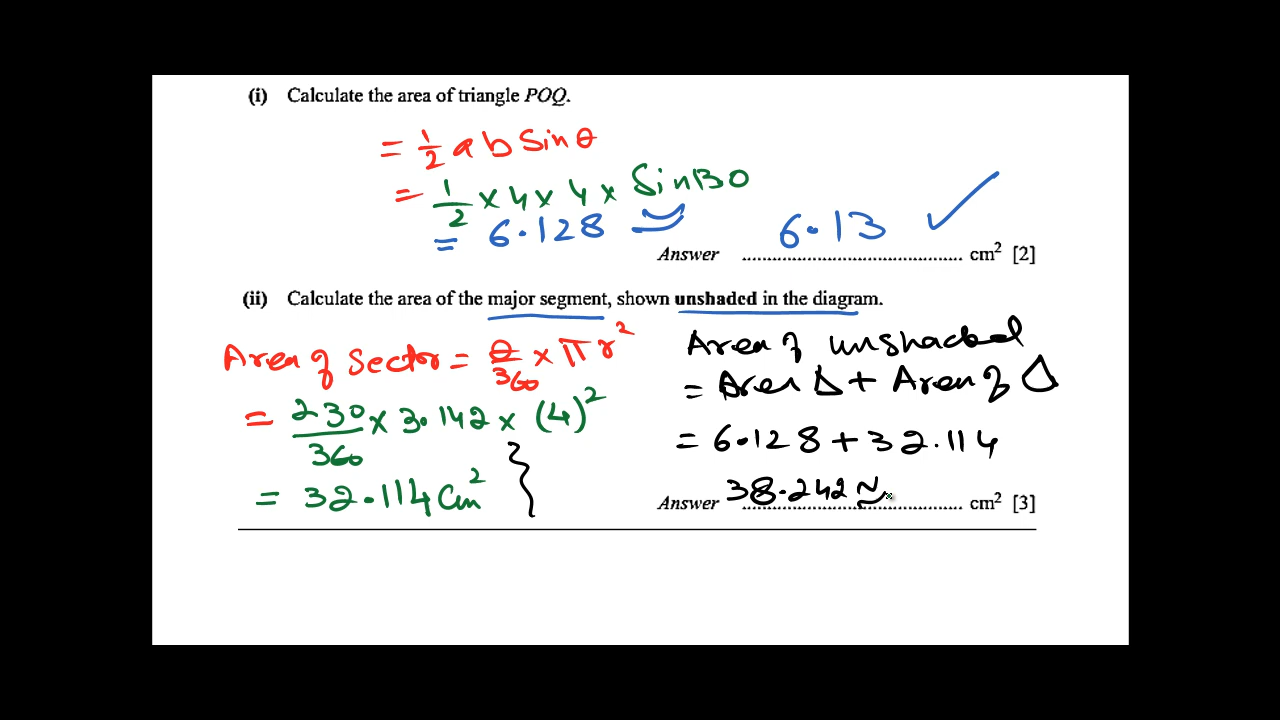 (i) Calculate the area of triangle POQ.
= 1/2 a b Sin θ
= 1/2 × 4 × 4 × Sin 130
= 6.128
6.13 ✓
Answer ............................................ cm² [2]
(ii) Calculate the area of the major segment, shown unshaded in the diagram.
Area of Sector = θ/360 × π r²
= 230/360 × 3.142 × (4)²
= 32.114 Cm²
Area of unshaded
= Area Δ + Area of
= 6.128 + 32.114
38.242 ≈
Answer ............................................ cm² [3]